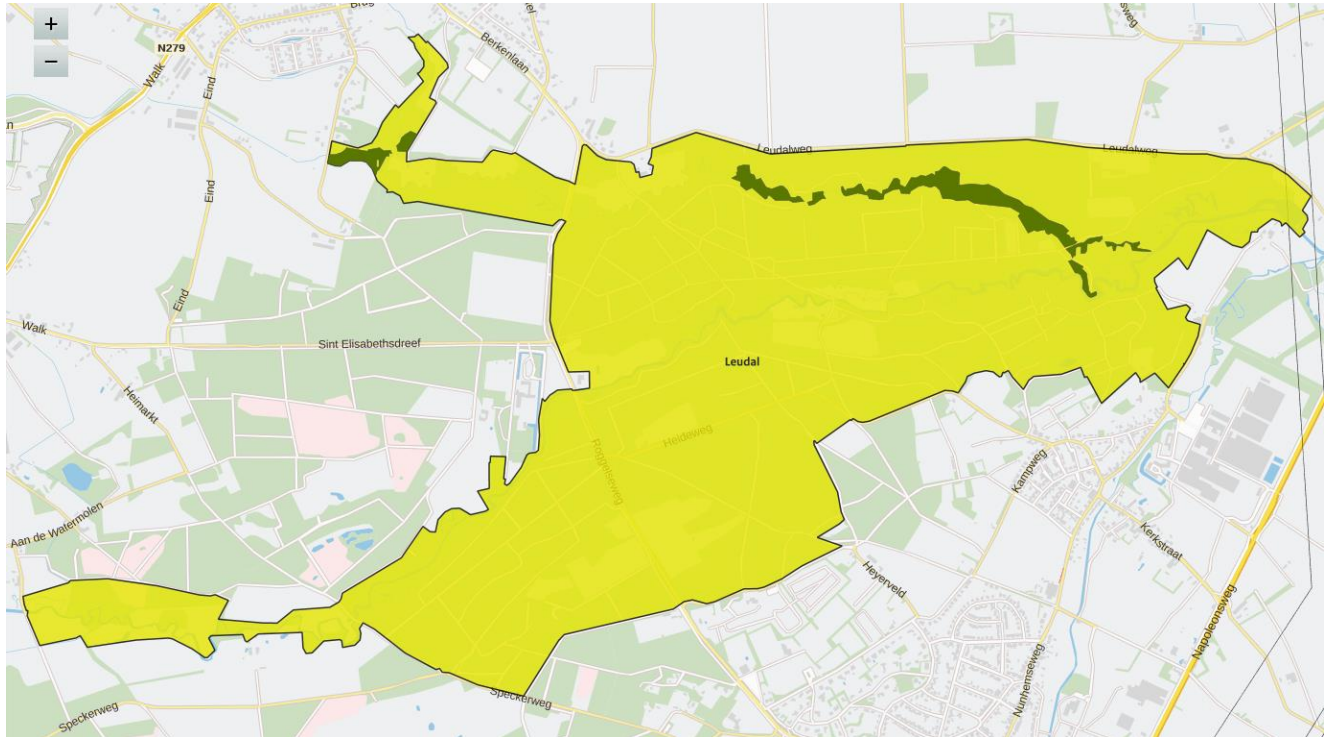 +
−
N279
Walk
Eind
Berkenlaan
Eind
Leudalweg
Leudalweg
Eind
Walk
Sint Elisabethsdreef
Leudal
Heimarkt
Heideweg
Roggelseweg
Kampweg
Aan de Watermolen
Kerkstraat
Heyerveld
Napoleonsweg
Nunhemseweg
Speckerweg
Speckerweg